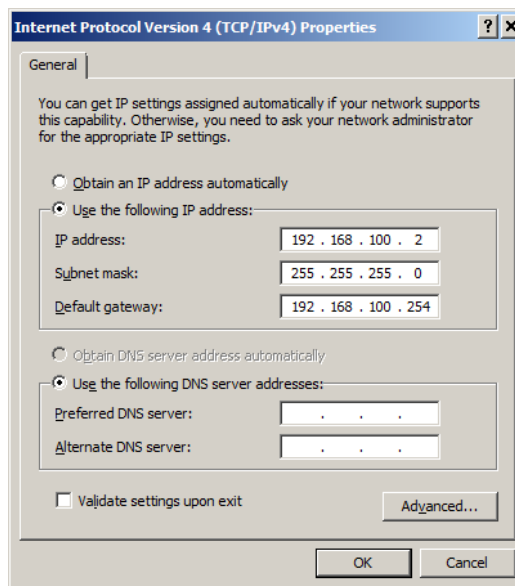 Internet Protocol Version 4 (TCP/IPv4) Properties
General
You can get IP settings assigned automatically if your network supports
this capability. Otherwise, you need to ask your network administrator
for the appropriate IP settings.
Obtain an IP address automatically
Use the following IP address:
IP address: 192 . 168 . 100 . 2
Subnet mask: 255 . 255 . 255 . 0
Default gateway: 192 . 168 . 100 . 254
Obtain DNS server address automatically
Use the following DNS server addresses:
Preferred DNS server: . . .
Alternate DNS server: . . .
Validate settings upon exit
Advanced...
OK Cancel